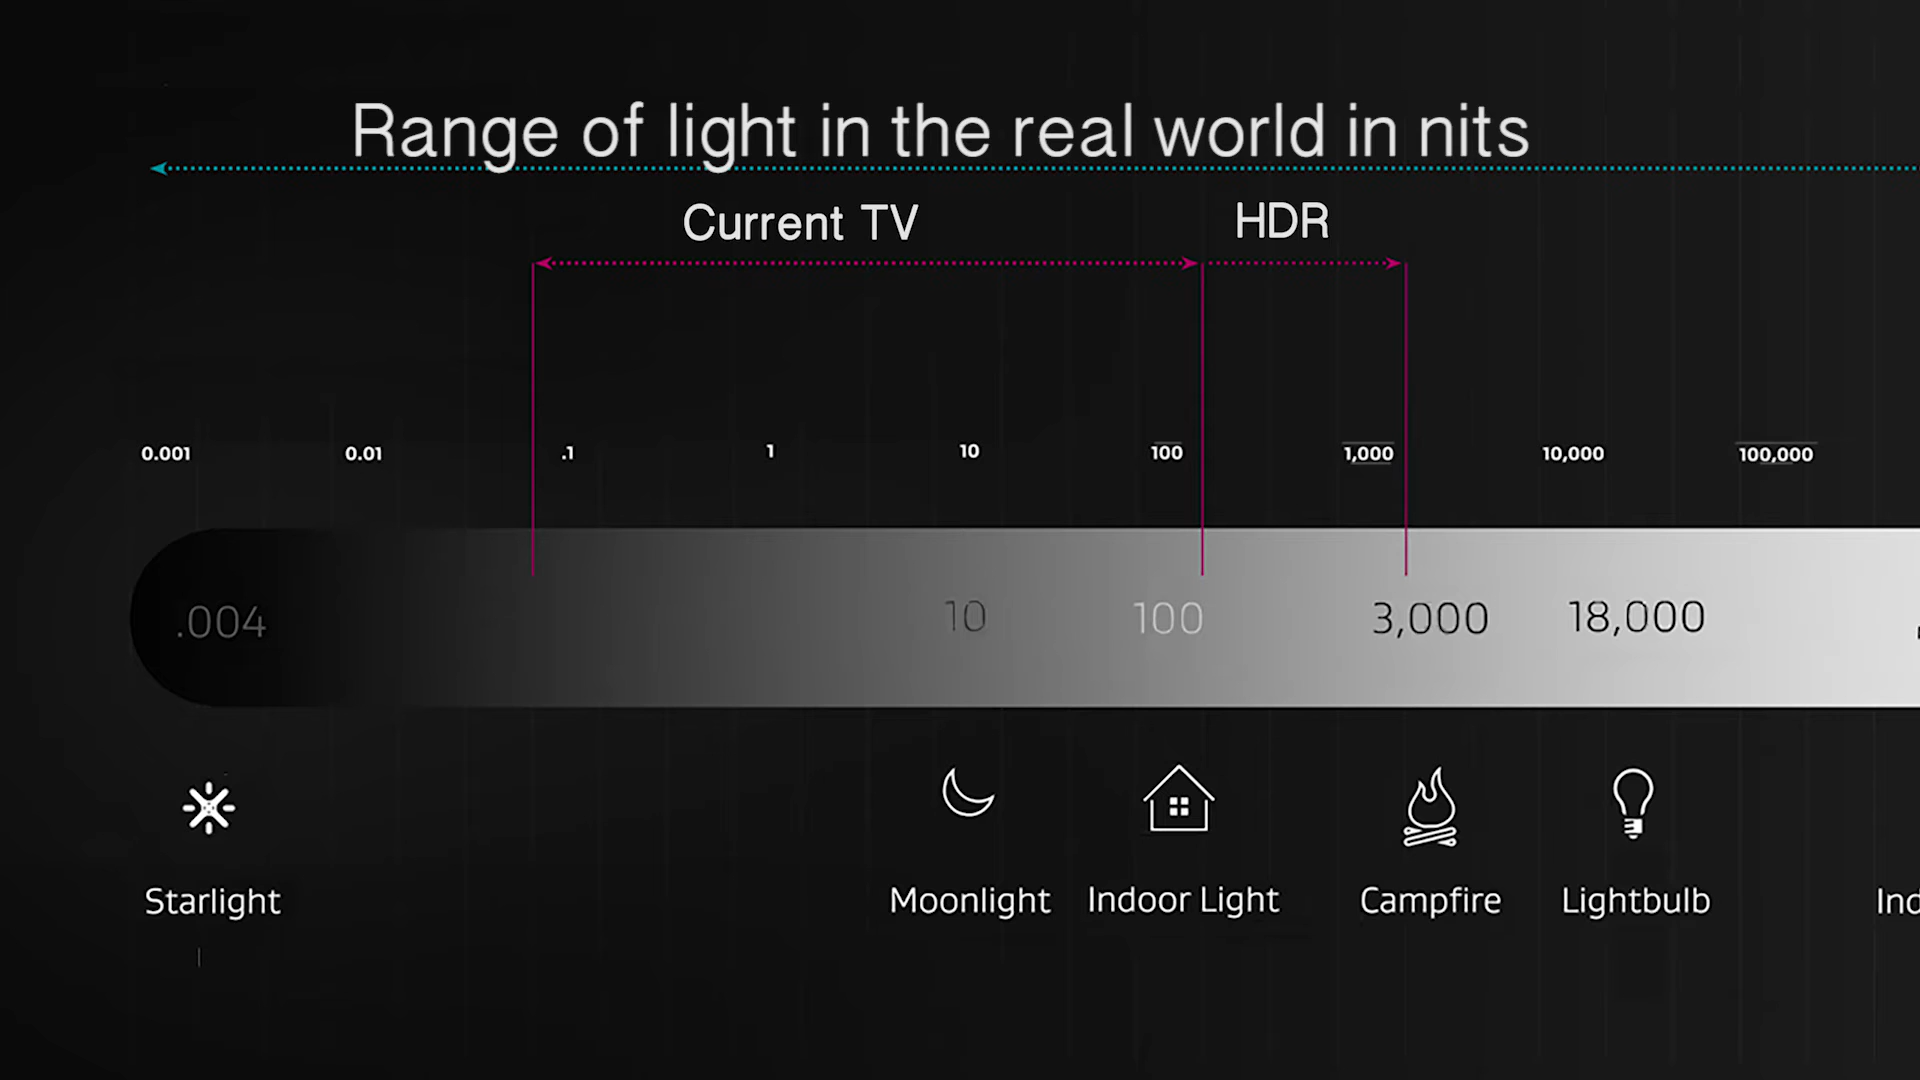 Range of light in the real world in nits
Current TV
HDR
0.001
0.01
.1
1
10
100
1,000
10,000
100,000
.004
10
100
3,000
18,000
Starlight
Moonlight
Indoor Light
Campfire
Lightbulb
Ind